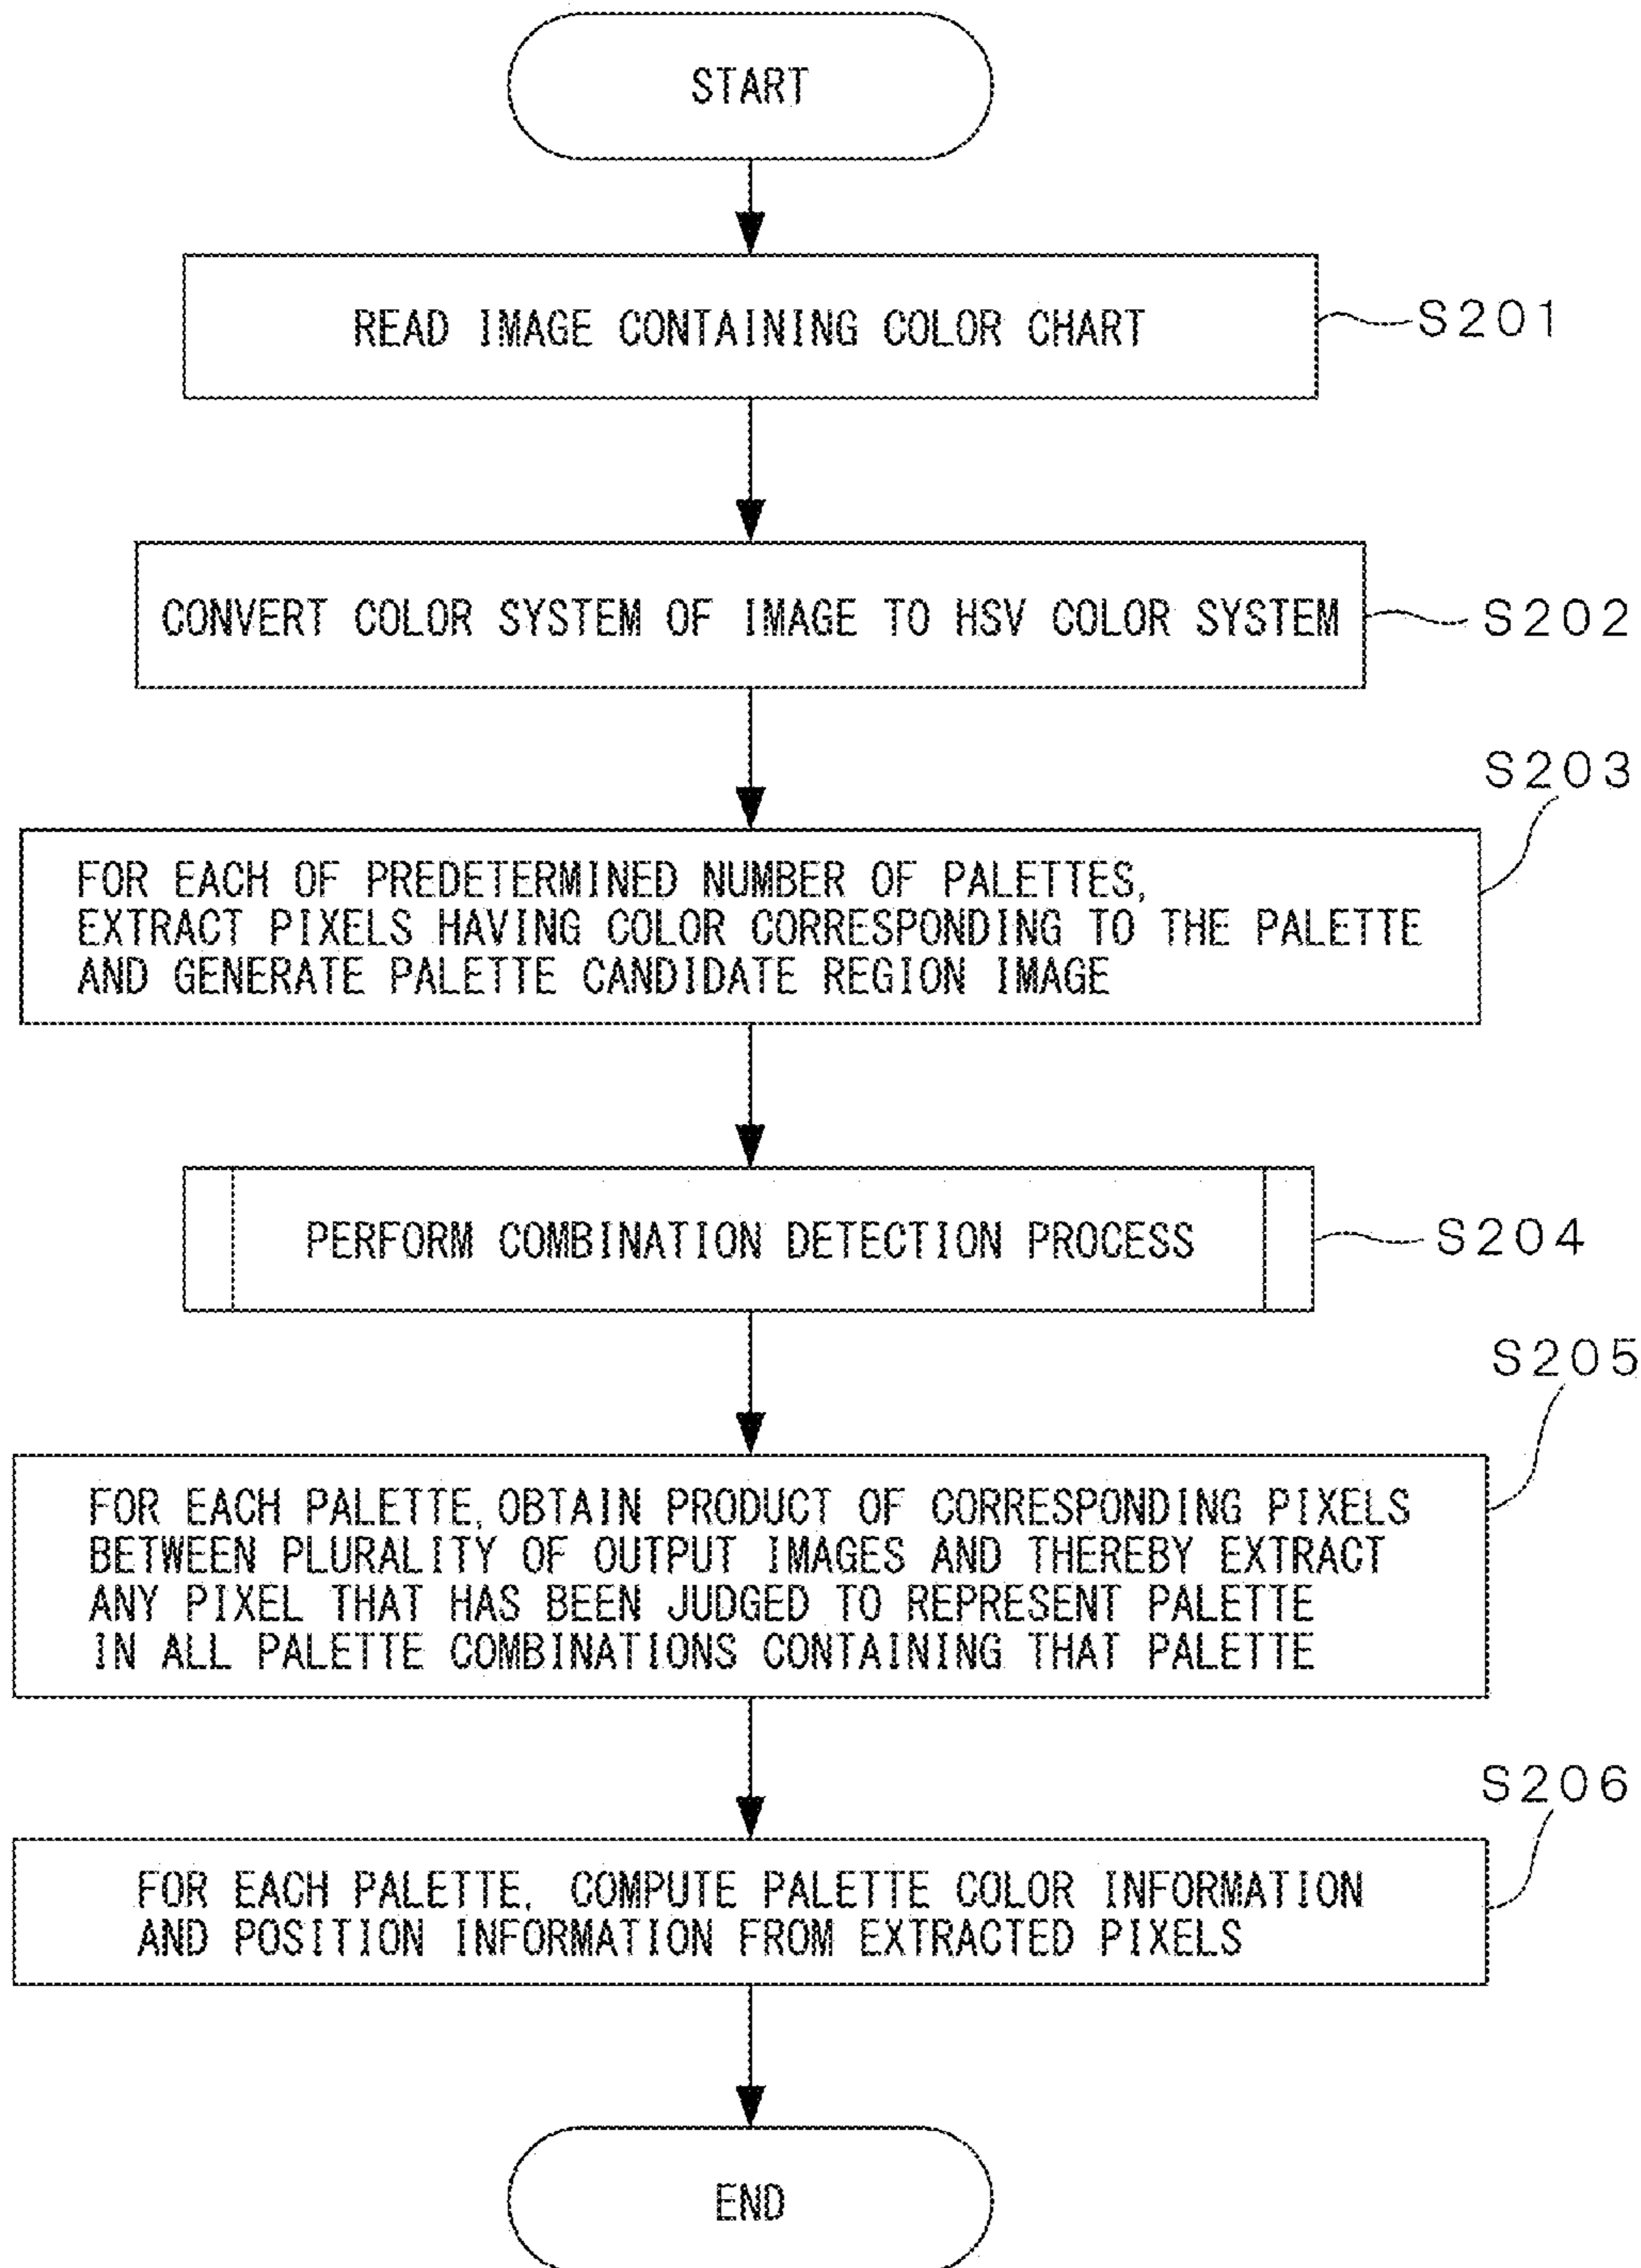 START
READ IMAGE CONTAINING COLOR CHART
S201
CONVERT COLOR SYSTEM OF IMAGE TO HSV COLOR SYSTEM
S202
S203
FOR EACH OF PREDETERMINED NUMBER OF PALETTES,
EXTRACT PIXELS HAVING COLOR CORRESPONDING TO THE PALETTE
AND GENERATE PALETTE CANDIDATE REGION IMAGE
PERFORM COMBINATION DETECTION PROCESS
S204
S205
FOR EACH PALETTE, OBTAIN PRODUCT OF CORRESPONDING PIXELS
BETWEEN PLURALITY OF OUTPUT IMAGES AND THEREBY EXTRACT
ANY PIXEL THAT HAS BEEN JUDGED TO REPRESENT PALETTE
IN ALL PALETTE COMBINATIONS CONTAINING THAT PALETTE
S206
FOR EACH PALETTE, COMPUTE PALETTE COLOR INFORMATION
AND POSITION INFORMATION FROM EXTRACTED PIXELS
END